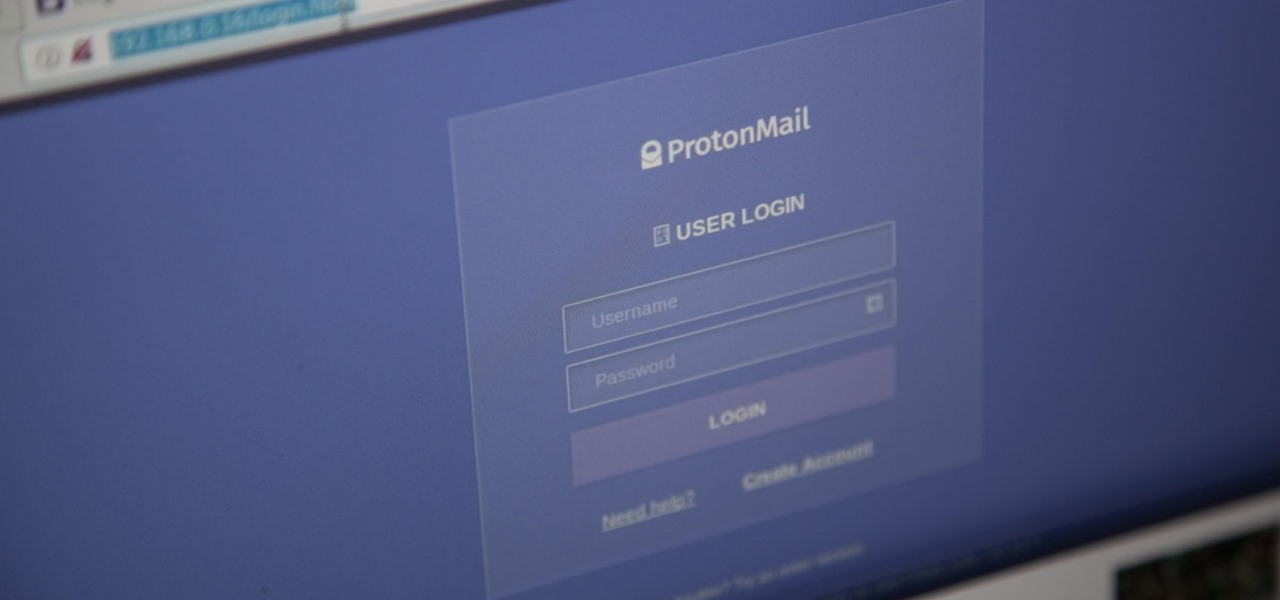 ProtonMail
USER LOGIN
Username
Password
LOGIN
Need help?
Create Account